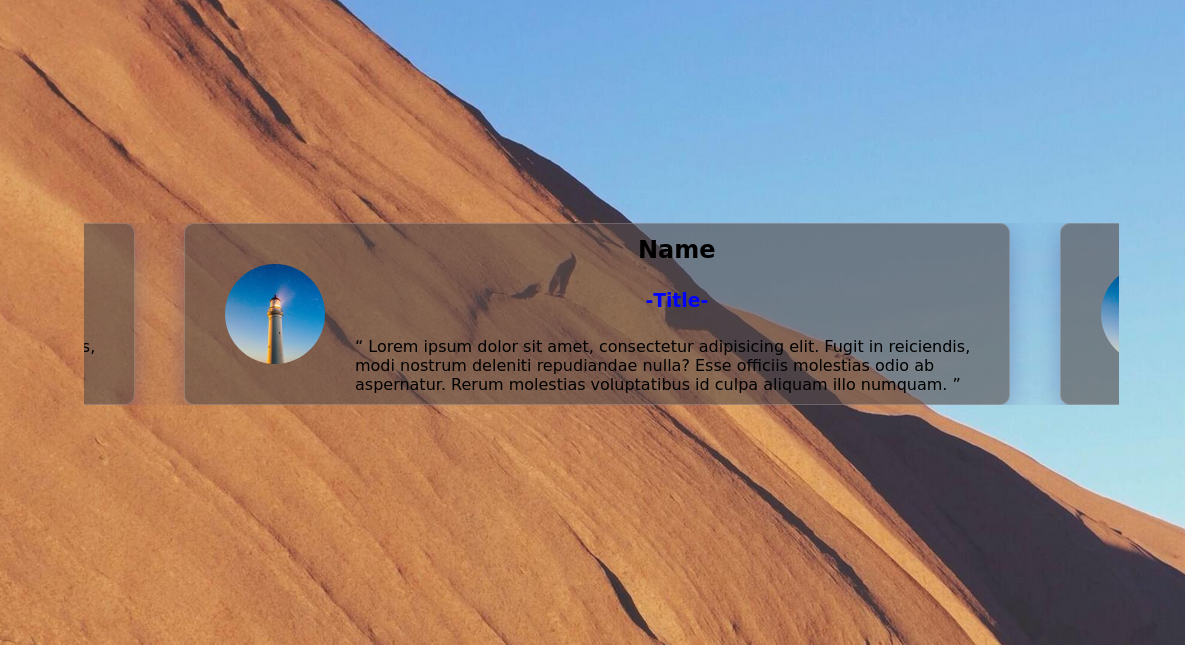 Name
-Title-
s,
“ Lorem ipsum dolor sit amet, consectetur adipisicing elit. Fugit in reiciendis,
modi nostrum deleniti repudiandae nulla? Esse officiis molestias odio ab
aspernatur. Rerum molestias voluptatibus id culpa aliquam illo numquam. ”